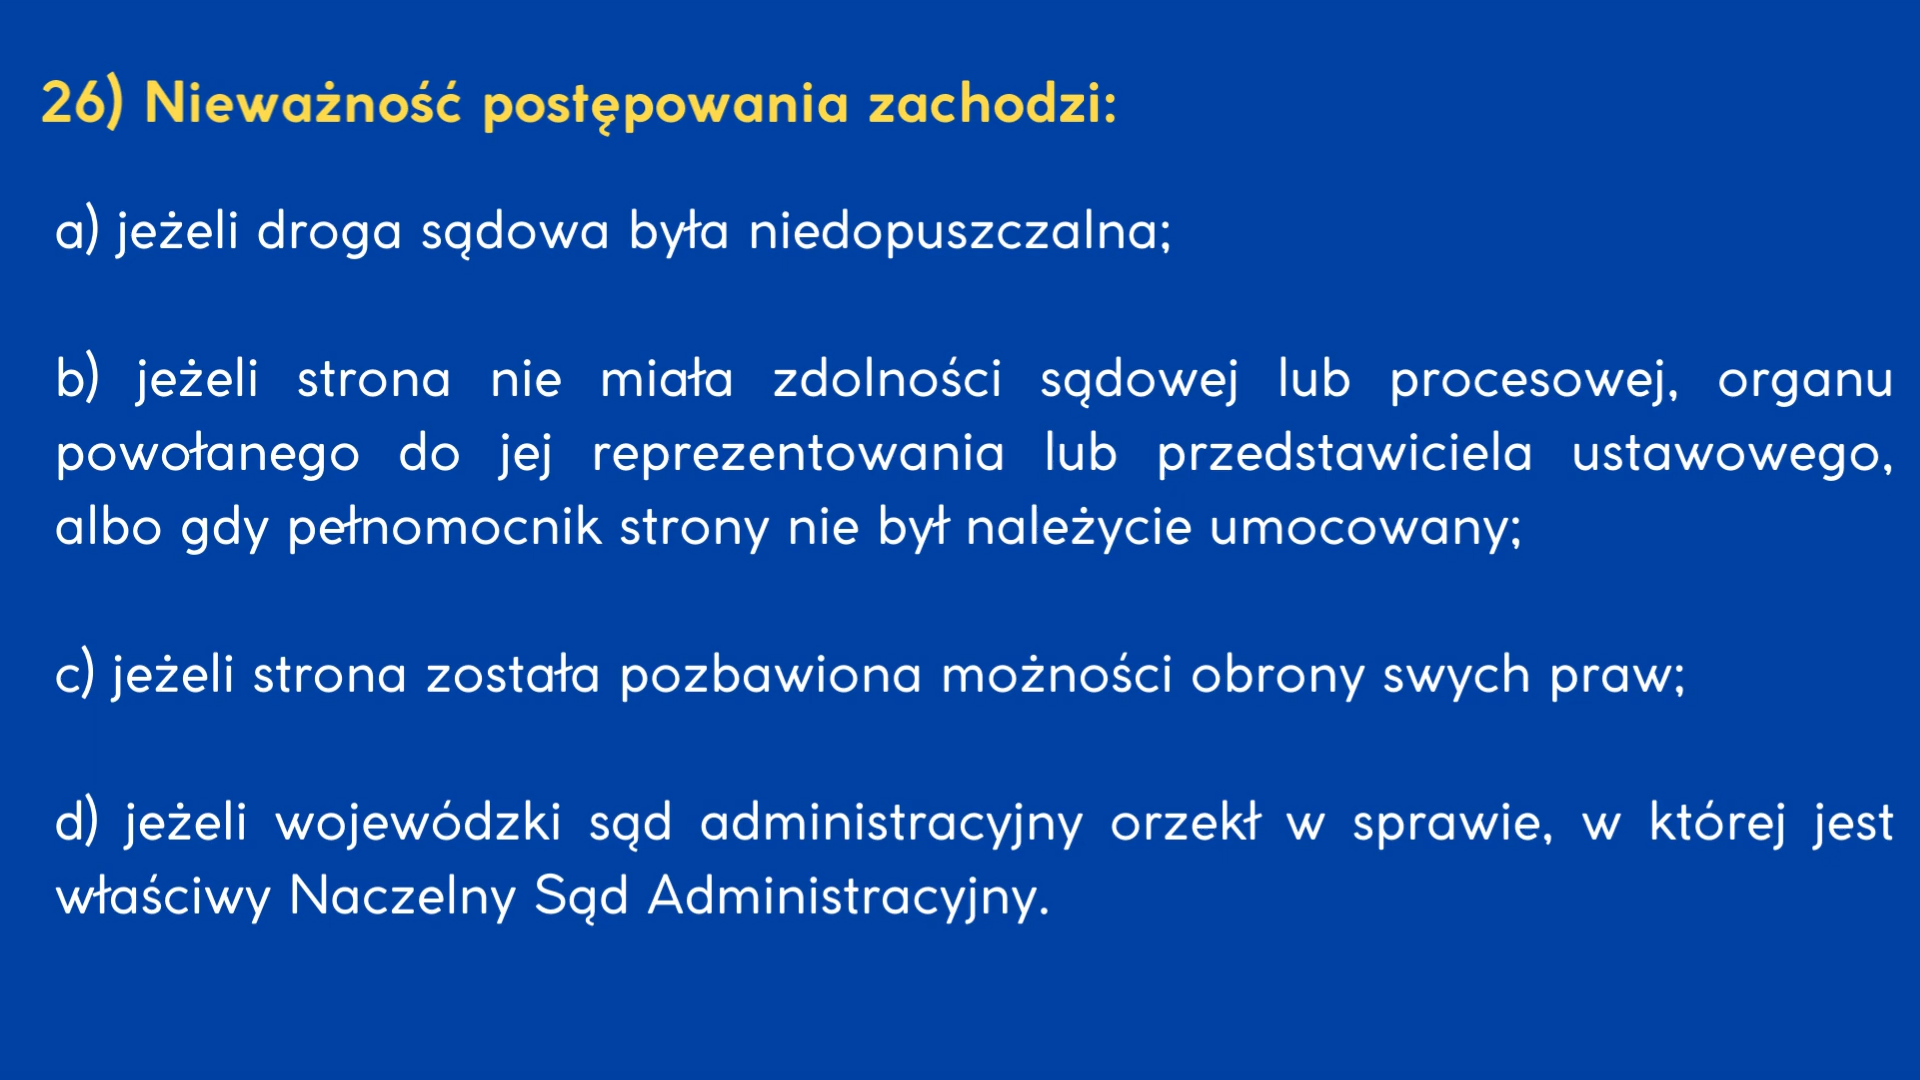 26) Nieważność postępowania zachodzi:
a) jeżeli droga sądowa była niedopuszczalna;
b) jeżeli strona nie miała zdolności sądowej lub procesowej, organu
powołanego do jej reprezentowania lub przedstawiciela ustawowego,
albo gdy pełnomocnik strony nie był należycie umocowany;
c) jeżeli strona została pozbawiona możności obrony swych praw;
d) jeżeli wojewódzki sąd administracyjny orzekł w sprawie, w której jest
właściwy Naczelny Sąd Administracyjny.